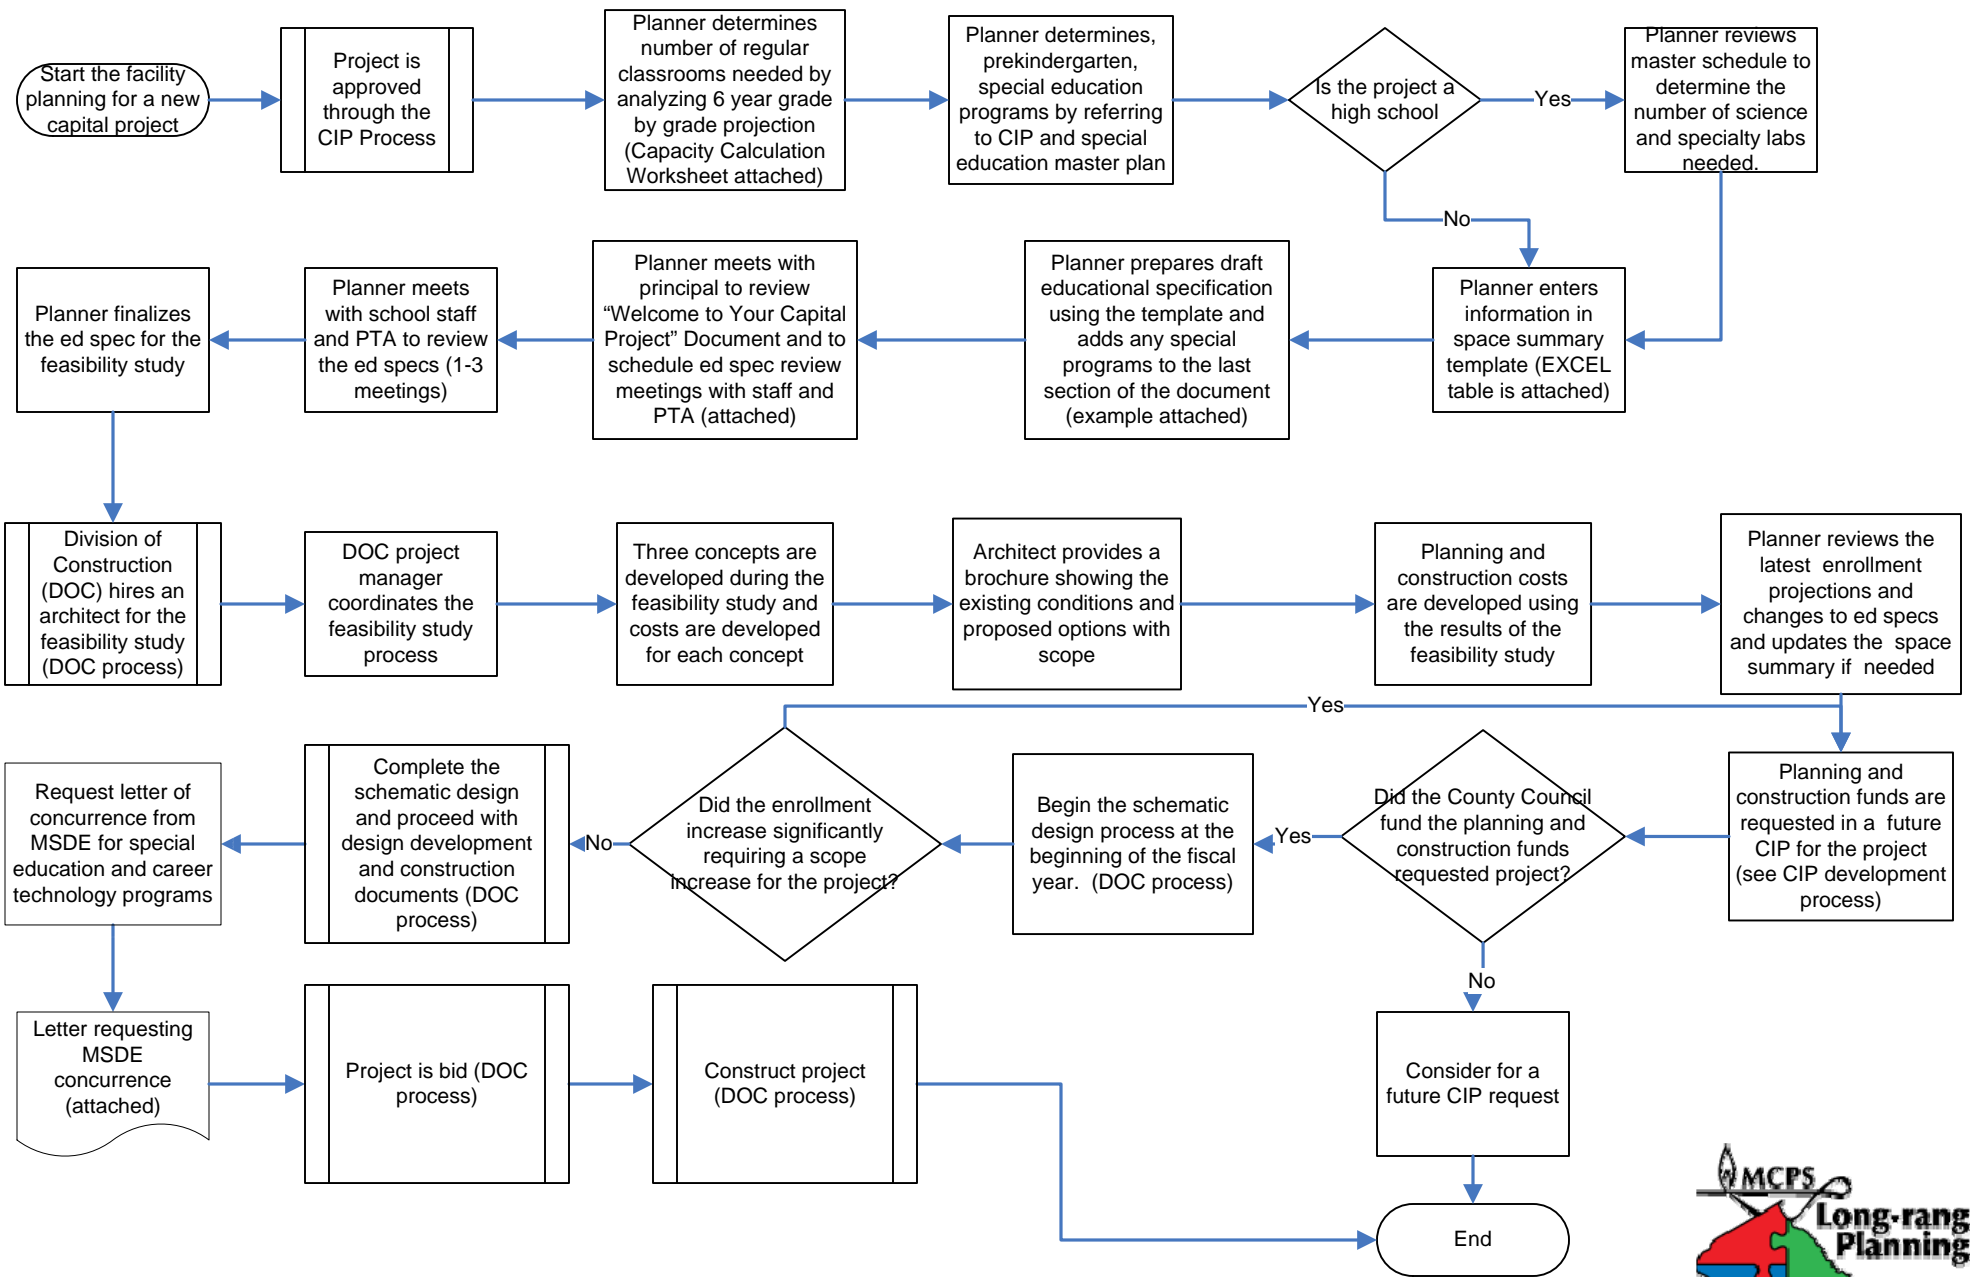 Start the facility
planning for a new
capital project
Project is
approved
through the
CIP Process
Planner determines
number of regular
classrooms needed by
analyzing 6 year grade
by grade projection
(Capacity Calculation
Worksheet attached)
Planner determines,
prekindergarten,
special education
programs by referring
to CIP and special
education master plan
Is the project a
high school
Yes
Planner reviews
master schedule to
determine the
number of science
and specialty labs
needed.
No
Planner finalizes
the ed spec for the
feasibility study
Planner meets
with school staff
and PTA to review
the ed specs (1-3
meetings)
Planner meets with
principal to review
“Welcome to Your Capital
Project” Document and to
schedule ed spec review
meetings with staff and
PTA (attached)
Planner prepares draft
educational specification
using the template and
adds any special
programs to the last
section of the document
(example attached)
Planner enters
information in
space summary
template (EXCEL
table is attached)
Division of
Construction
(DOC) hires an
architect for the
feasibility study
(DOC process)
DOC project
manager
coordinates the
feasibility study
process
Three concepts are
developed during the
feasibility study and
costs are developed
for each concept
Architect provides a
brochure showing the
existing conditions and
proposed options with
scope
Planning and
construction costs
are developed using
the results of the
feasibility study
Planner reviews the
latest enrollment
projections and
changes to ed specs
and updates the space
summary if needed
Yes
Request letter of
concurrence from
MSDE for special
education and career
technology programs
Complete the
schematic design
and proceed with
design development
and construction
documents (DOC
process)
No
Did the enrollment
increase significantly
requiring a scope
increase for the project?
Begin the schematic
design process at the
beginning of the fiscal
year. (DOC process)
Yes
Did the County Council
fund the planning and
construction funds
requested project?
Planning and
construction funds are
requested in a future
CIP for the project
(see CIP development
process)
No
Letter requesting
MSDE
concurrence
(attached)
Project is bid (DOC
process)
Construct project
(DOC process)
Consider for a
future CIP request
End
MCPS
Long-rang
Planning